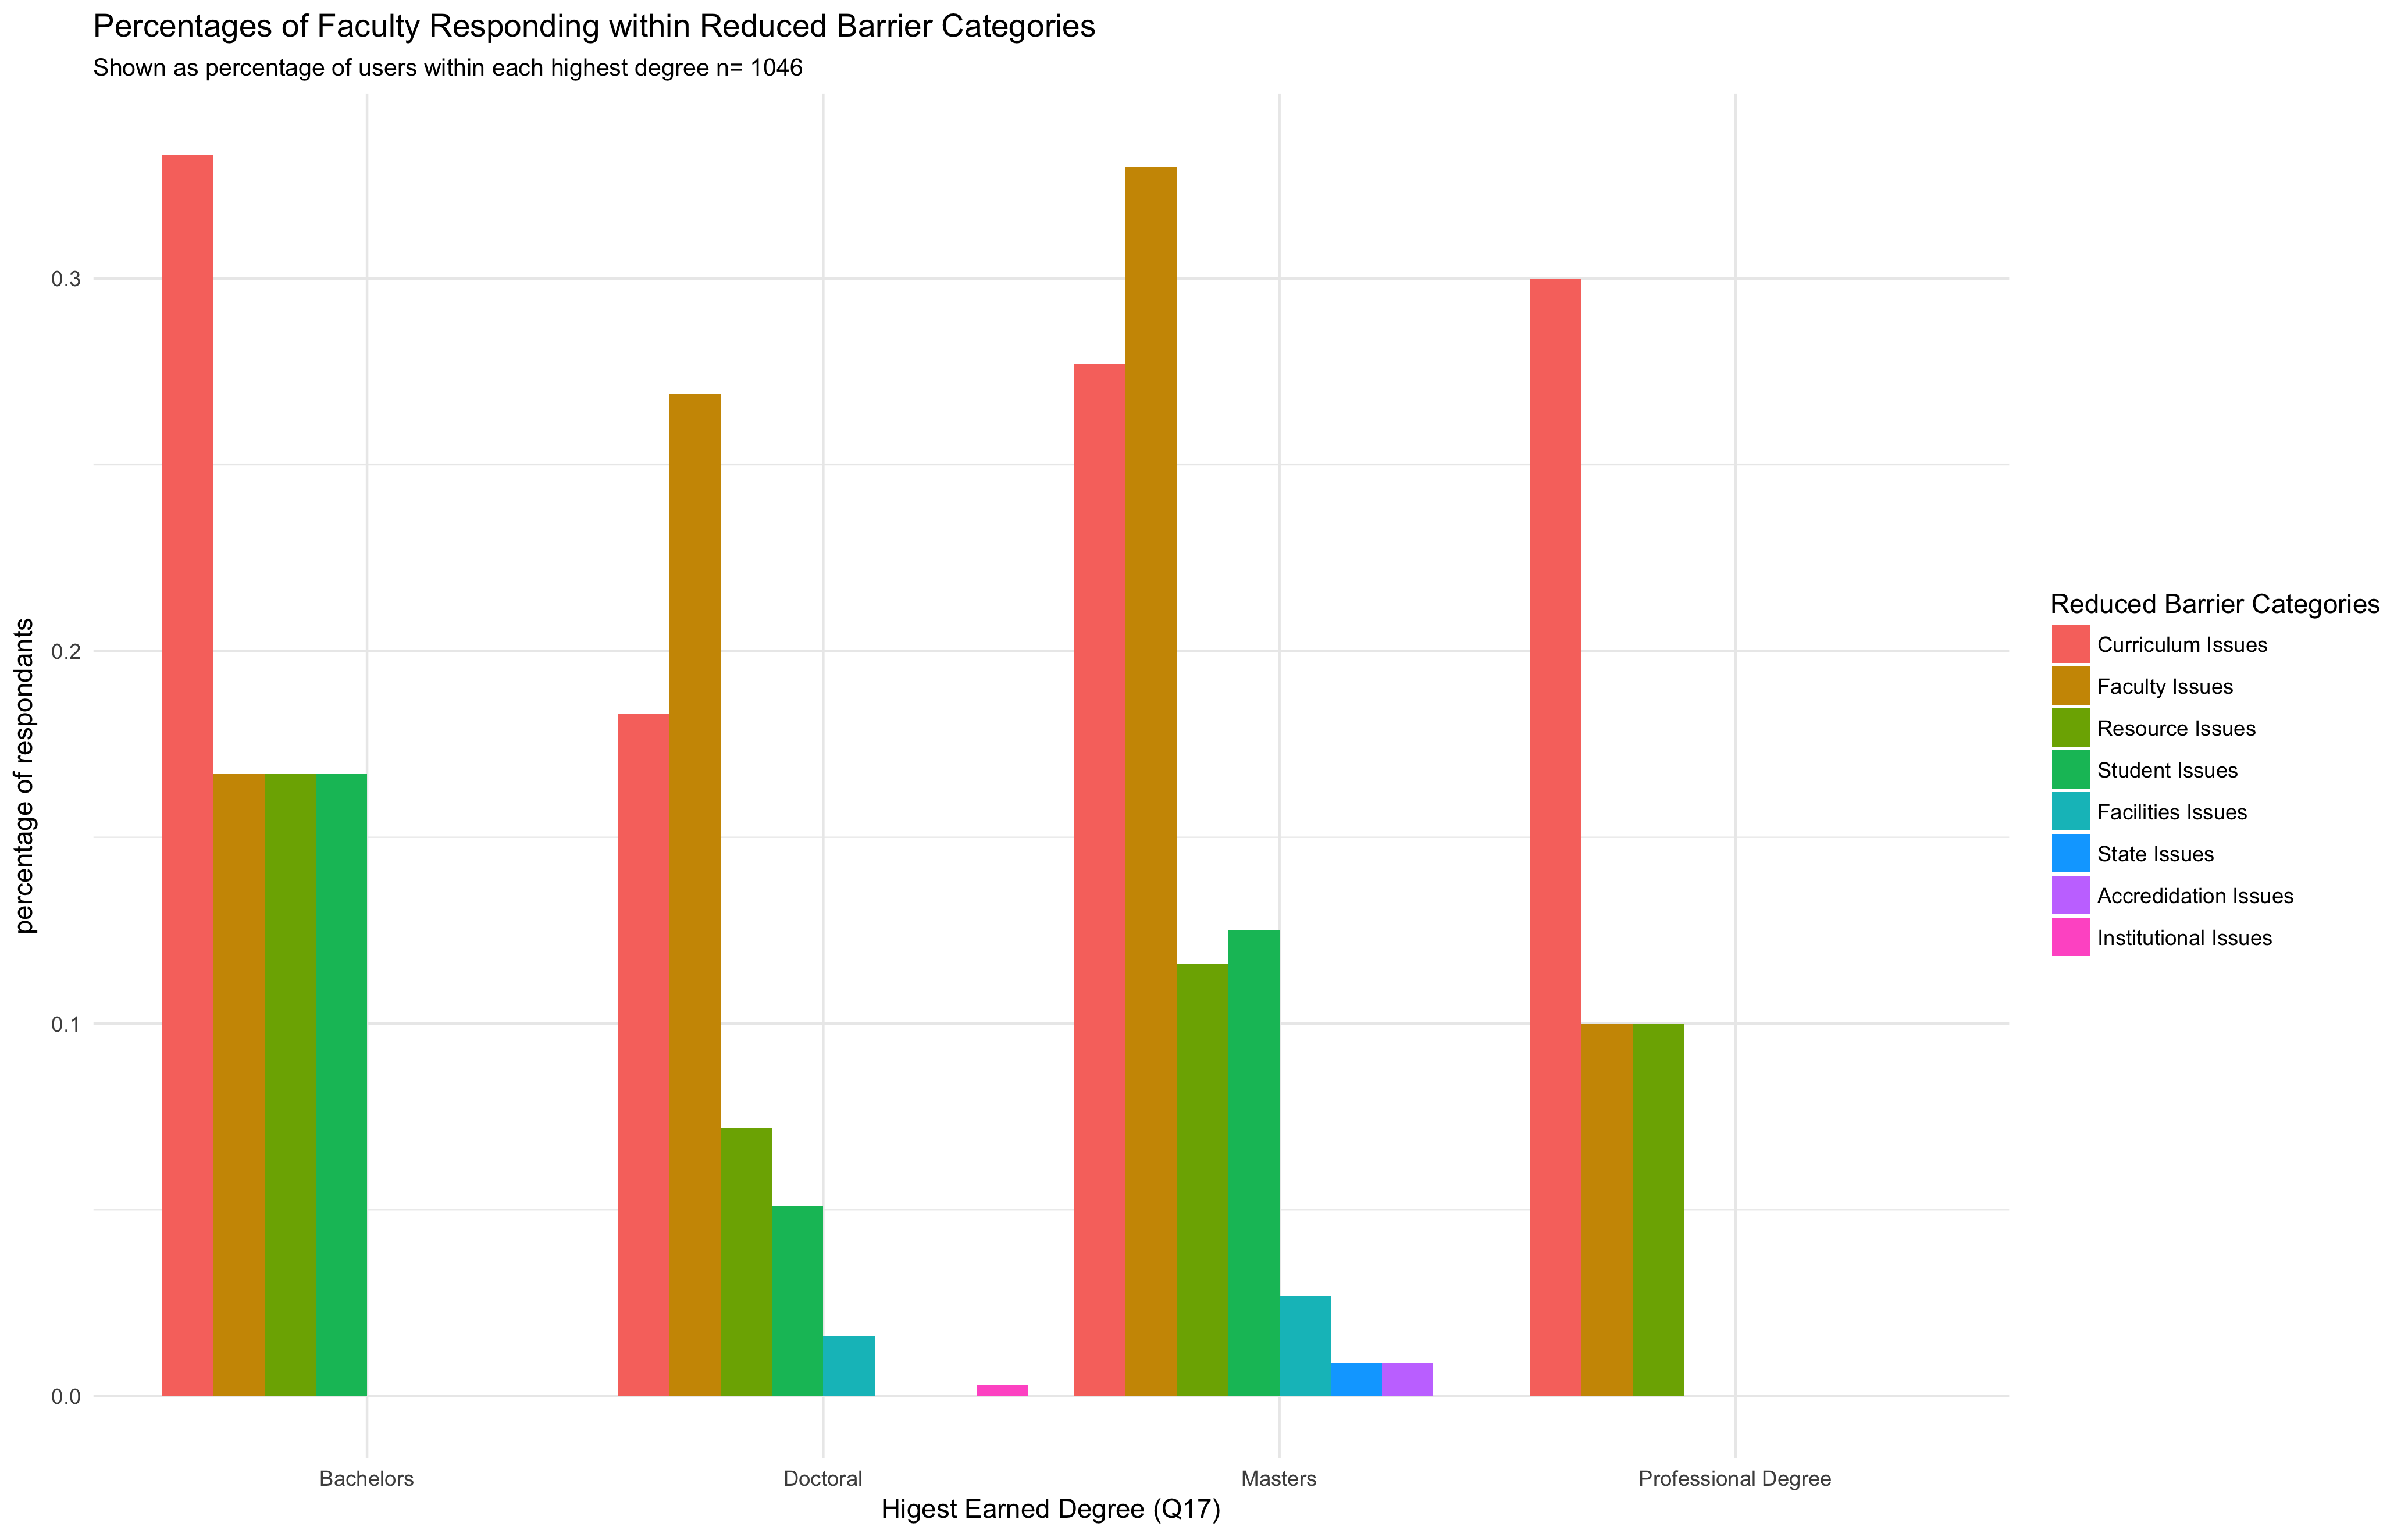 Percentages of Faculty Responding within Reduced Barrier Categories
Shown as percentage of users within each highest degree n= 1046
percentage of respondants
0.3
0.2
0.1
0.0
Bachelors
Doctoral
Masters
Professional Degree
Higest Earned Degree (Q17)
Reduced Barrier Categories
Curriculum Issues
Faculty Issues
Resource Issues
Student Issues
Facilities Issues
State Issues
Accredidation Issues
Institutional Issues